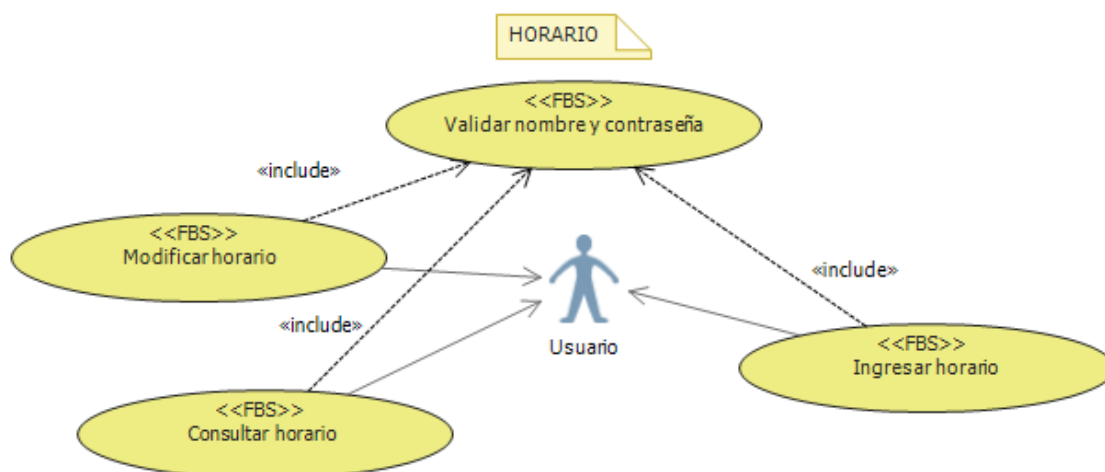 HORARIO
<<FBS>>
Validar nombre y contraseña
«include»
<<FBS>>
Modificar horario
«include»
«include»
Usuario
<<FBS>>
Ingresar horario
<<FBS>>
Consultar horario